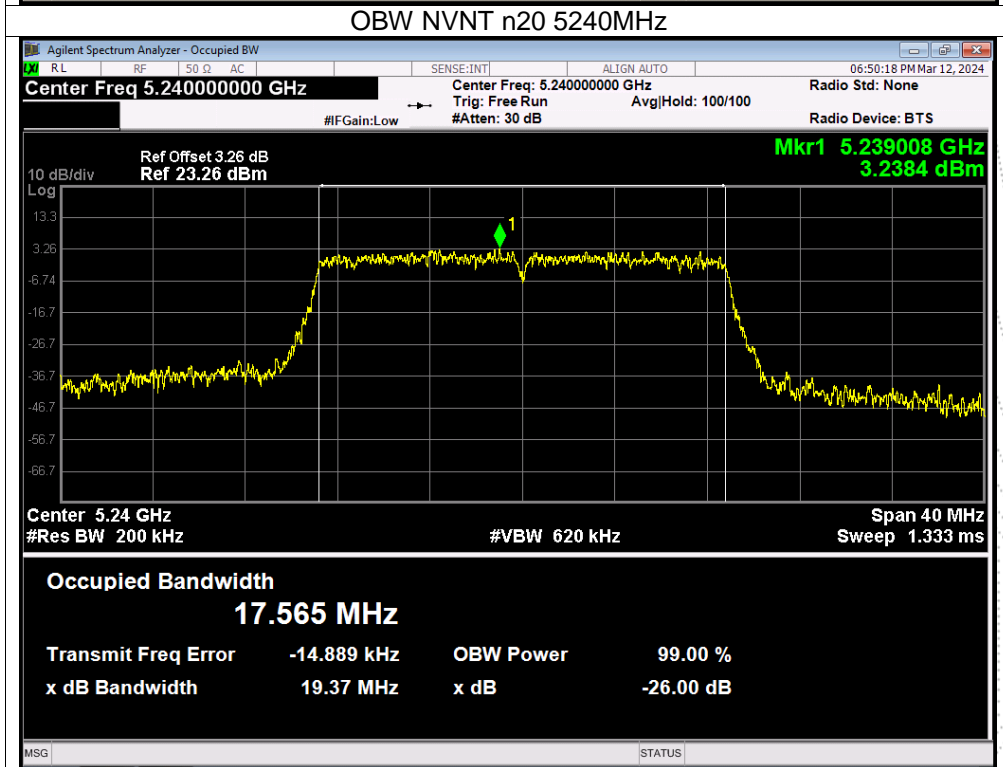 OBW NVNT n20 5240MHz
Agilent Spectrum Analyzer - Occupied BW
LXI RL RF 50 Ω AC SENSE:INT ALIGN AUTO 06:50:18 PM Mar 12, 2024
Center Freq 5.240000000 GHz Center Freq: 5.240000000 GHz Radio Std: None
Trig: Free Run Avg|Hold: 100/100
#IFGain:Low #Atten: 30 dB Radio Device: BTS
Mkr1 5.239008 GHz
3.2384 dBm
Ref Offset 3.26 dB
10 dB/div Ref 23.26 dBm
Log
13.3
1
3.26
-6.74
-16.7
-26.7
-36.7
-46.7
-56.7
-66.7
Center 5.24 GHz Span 40 MHz
#Res BW 200 kHz #VBW 620 kHz Sweep 1.333 ms
Occupied Bandwidth
17.565 MHz
Transmit Freq Error -14.889 kHz OBW Power 99.00 %
x dB Bandwidth 19.37 MHz x dB -26.00 dB
MSG STATUS